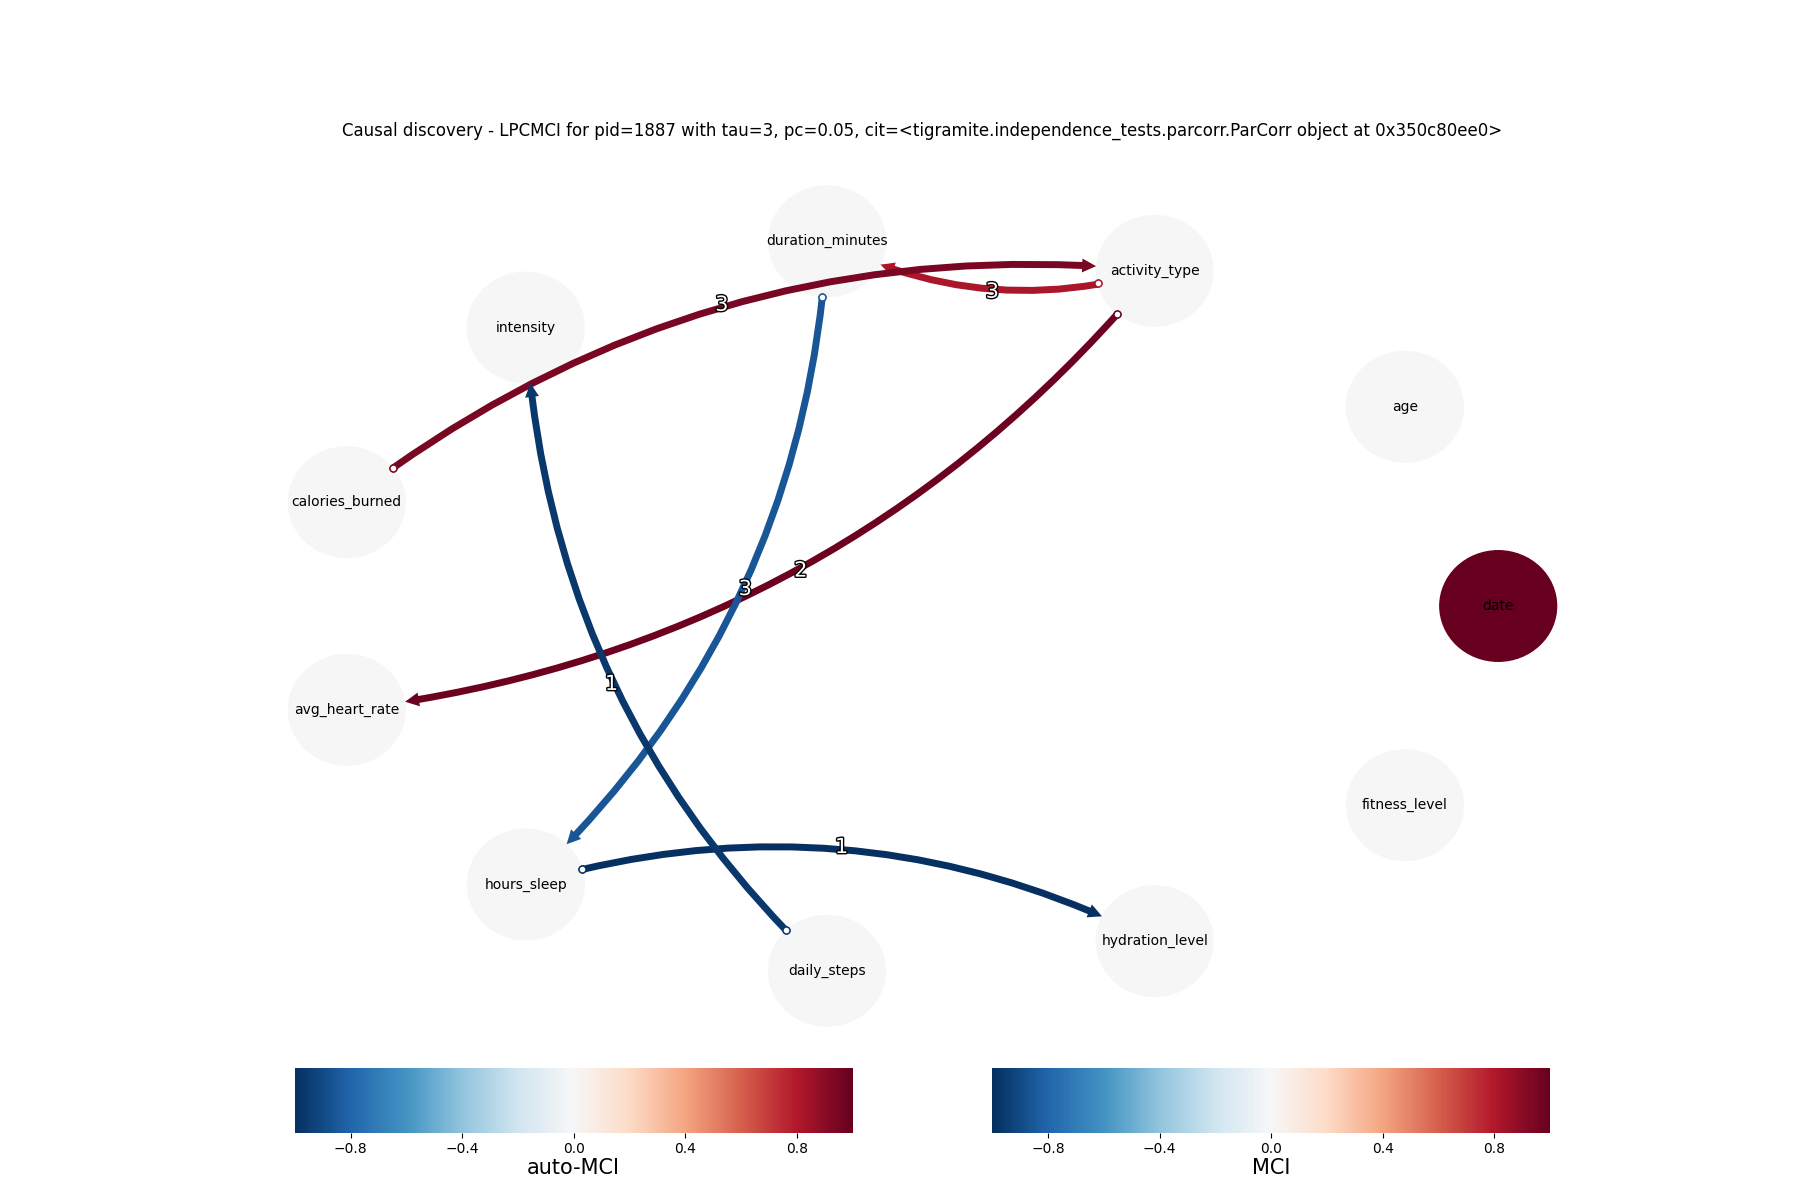 Causal discovery - LPCMCI for pid=1887 with tau=3, pc=0.05, cit=<tigramite.independence_tests.parcorr.ParCorr object at 0x350c80ee0>
duration_minutes
activity_type
3
3
intensity
age
calories_burned
3
2
date
1
avg_heart_rate
fitness_level
1
hours_sleep
hydration_level
daily_steps
−0.8 −0.4 0.0 0.4 0.8
auto-MCI
−0.8 −0.4 0.0 0.4 0.8
MCI